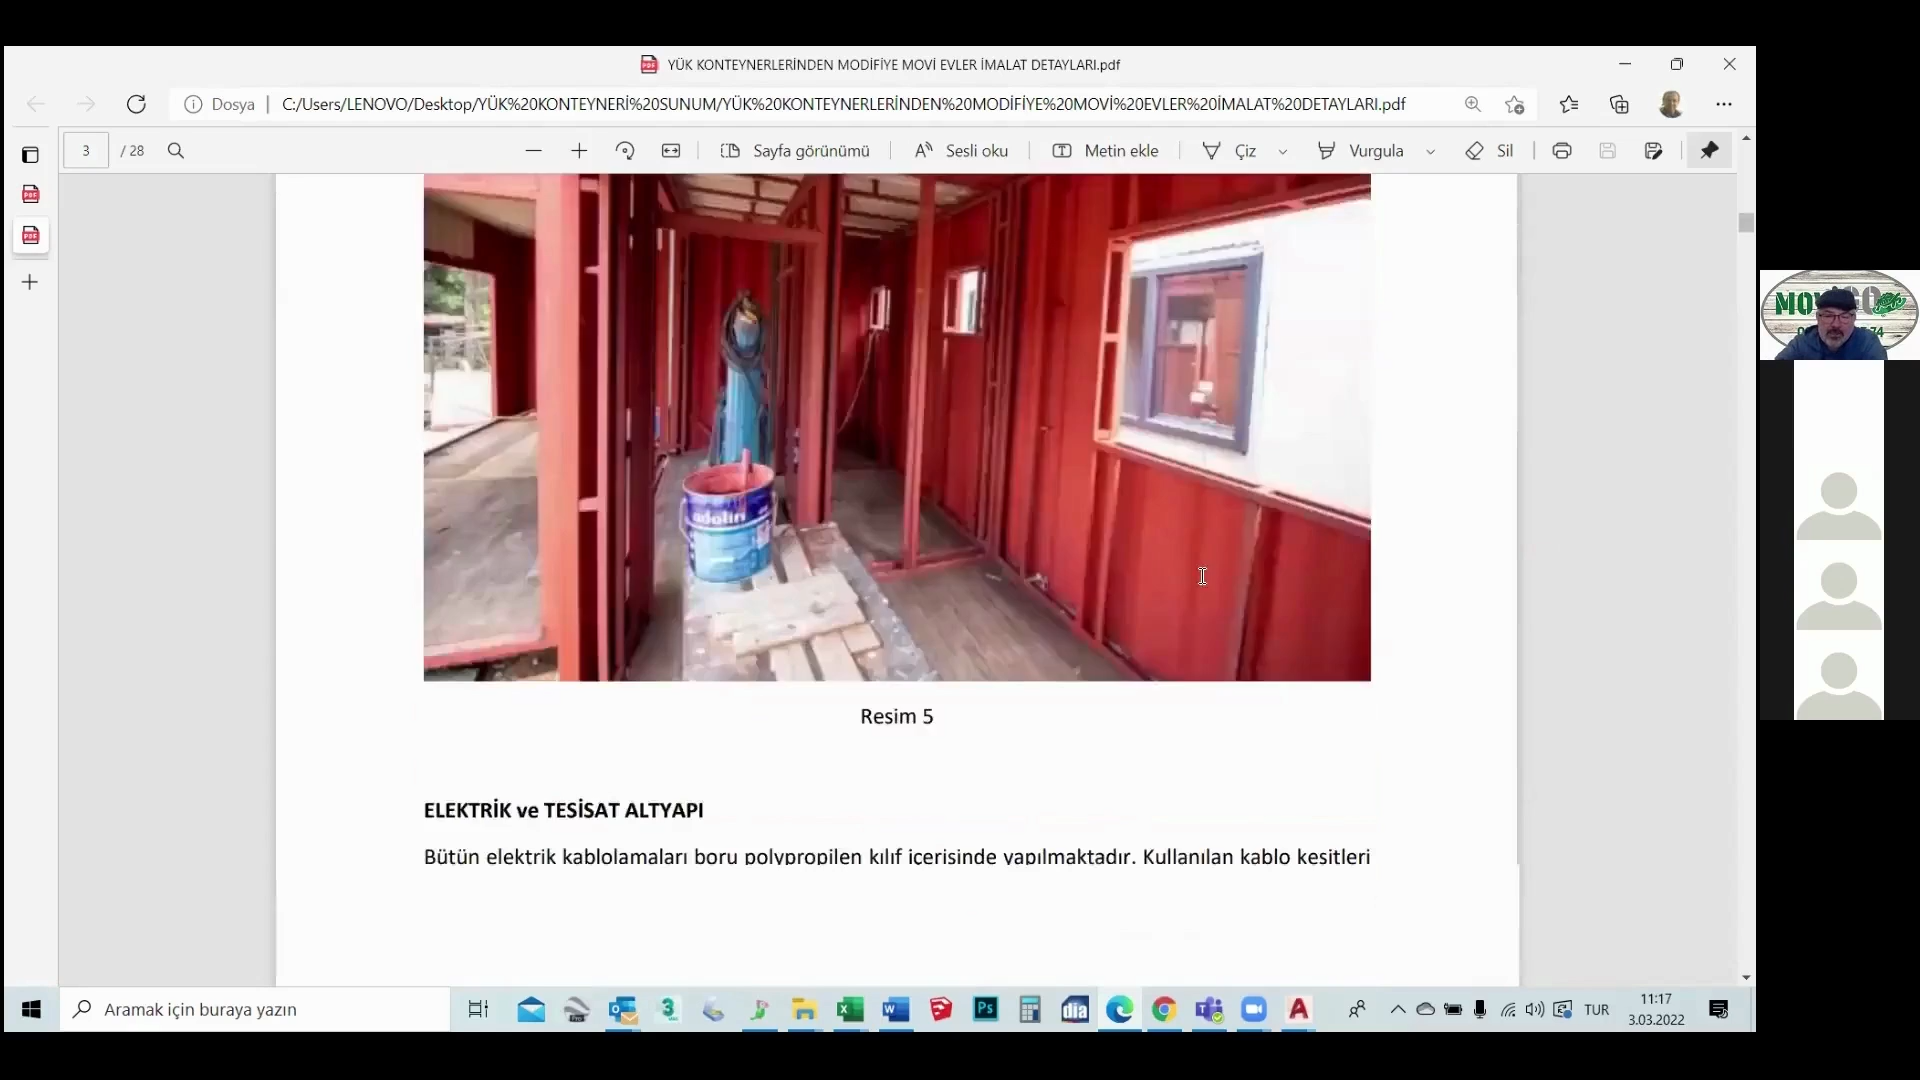 YÜK KONTEYNERLERİNDEN MODİFİYE MOVİ EVLER İMALAT DETAYLARI.pdf
Dosya
C:/Users/LENOVO/Desktop/YÜK%20KONTEYNERİ%20SUNUM/YÜK%20KONTEYNERLERİNDEN%20MODİFİYE%20MOVİ%20EVLER%20İMALAT%20DETAYLARI.pdf
3 / 28
Sayfa görünümü
Sesli oku
Metin ekle
Çiz
Vurgula
Sil
Resim 5
ELEKTRİK ve TESİSAT ALTYAPI
Bütün elektrik kablolamaları boru polypropilen kılıf içerisinde yapılmaktadır. Kullanılan kablo kesitleri
Aramak için buraya yazın
TUR
11:17
3.03.2022